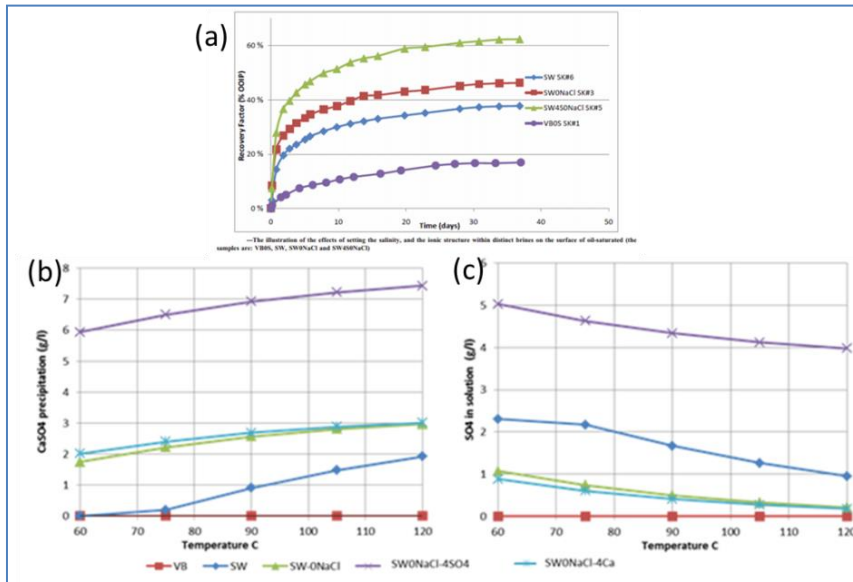 (a)
Recovery Factor (% OOIP)
60 %
40 %
20 %
0 %
0 10 20 30 40 50
Time (days)
SW SK#6
SW0NaCl SK#3
SW4S0NaCl SK#5
VB0S SK#1
—The illustration of the effects of setting the salinity, and the ionic structure within distinct brines on the surface of oil-saturated (the
samples are: VB0S, SW, SW0NaCl and SW4S0NaCl)
(b)
CaSO4 precipitation (g/l)
8
7
6
5
4
3
2
1
0
60 70 80 90 100 110 120
Temperature C
(c)
SO4 in solution (g/l)
6
5
4
3
2
1
0
60 70 80 90 100 110 120
Temperature C
VB SW SW-0NaCl SW0NaCl-4SO4 SW0NaCl-4Ca